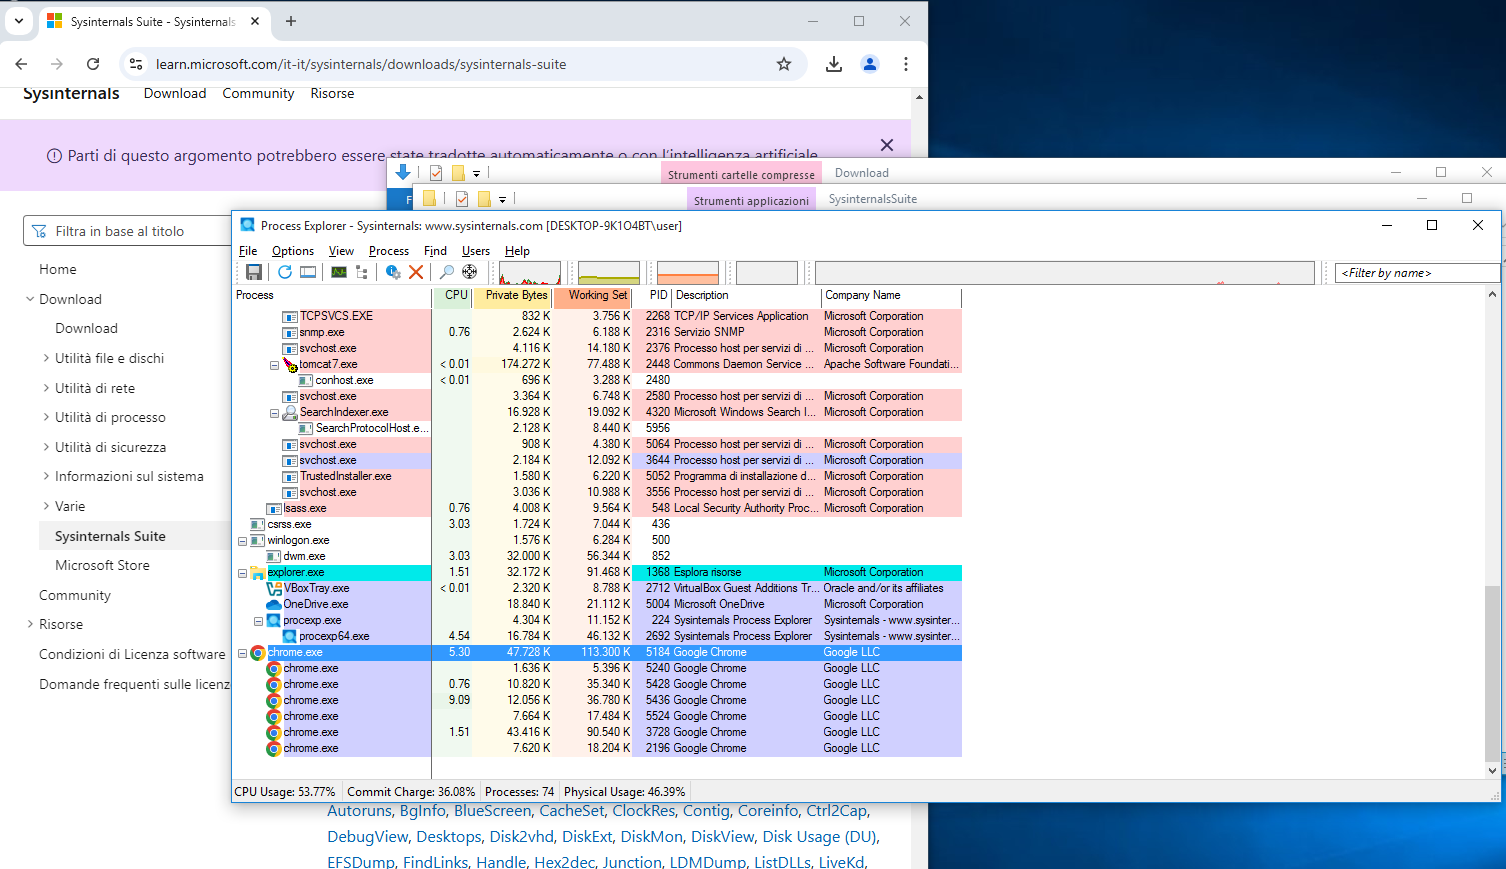 Sysinternals Suite - Sysinternals
learn.microsoft.com/it-it/sysinternals/downloads/sysinternals-suite
Sysinternals Download Community Risorse
Parti di questo argomento potrebbero essere state tradotte automaticamente o con l'intelligenza artificiale
Strumenti cartelle compresse Download
F
Strumenti applicazioni SysinternalsSuite
Filtra in base al titolo
Home
Download
Download
Utilità file e dischi
Utilità di rete
Utilità di processo
Utilità di sicurezza
Informazioni sul sistema
Varie
Sysinternals Suite
Microsoft Store
Community
Risorse
Condizioni di Licenza software
Domande frequenti sulle licenz
Process Explorer - Sysinternals: www.sysinternals.com [DESKTOP-9K1O4BT\user]
File Options View Process Find Users Help
<Filter by name>
Process CPU Private Bytes Working Set PID Description Company Name
TCPSVCS.EXE 832 K 3.756 K 2268 TCP/IP Services Application Microsoft Corporation
snmp.exe 0.76 2.624 K 6.188 K 2316 Servizio SNMP Microsoft Corporation
svchost.exe 4.116 K 14.180 K 2376 Processo host per servizi di ... Microsoft Corporation
tomcat7.exe < 0.01 174.272 K 77.488 K 2448 Commons Daemon Service ... Apache Software Foundati...
conhost.exe < 0.01 696 K 3.288 K 2480
svchost.exe 3.364 K 6.748 K 2580 Processo host per servizi di ... Microsoft Corporation
SearchIndexer.exe 16.928 K 19.092 K 4320 Microsoft Windows Search I... Microsoft Corporation
SearchProtocolHost.e... 2.128 K 8.440 K 5956
svchost.exe 908 K 4.380 K 5064 Processo host per servizi di ... Microsoft Corporation
svchost.exe 2.184 K 12.092 K 3644 Processo host per servizi di ... Microsoft Corporation
TrustedInstaller.exe 1.580 K 6.220 K 5052 Programma di installazione d... Microsoft Corporation
svchost.exe 3.036 K 10.988 K 3556 Processo host per servizi di ... Microsoft Corporation
lsass.exe 0.76 4.008 K 9.564 K 548 Local Security Authority Proc... Microsoft Corporation
csrss.exe 3.03 1.724 K 7.044 K 436
winlogon.exe 1.576 K 6.284 K 500
dwm.exe 3.03 32.000 K 56.344 K 852
explorer.exe 1.51 32.172 K 91.468 K 1368 Esplora risorse Microsoft Corporation
VBoxTray.exe < 0.01 2.320 K 8.788 K 2712 VirtualBox Guest Additions Tr... Oracle and/or its affiliates
OneDrive.exe 18.840 K 21.112 K 5004 Microsoft OneDrive Microsoft Corporation
procexp.exe 4.304 K 11.152 K 224 Sysinternals Process Explorer Sysinternals - www.sysinter...
procexp64.exe 4.54 16.784 K 46.132 K 2692 Sysinternals Process Explorer Sysinternals - www.sysinter...
chrome.exe 5.30 47.728 K 113.300 K 5184 Google Chrome Google LLC
chrome.exe 1.636 K 5.396 K 5240 Google Chrome Google LLC
chrome.exe 0.76 10.820 K 35.340 K 5428 Google Chrome Google LLC
chrome.exe 9.09 12.056 K 36.780 K 5436 Google Chrome Google LLC
chrome.exe 7.664 K 17.484 K 5524 Google Chrome Google LLC
chrome.exe 1.51 43.416 K 90.540 K 3728 Google Chrome Google LLC
chrome.exe 7.620 K 18.204 K 2196 Google Chrome Google LLC
CPU Usage: 53.77% Commit Charge: 36.08% Processes: 74 Physical Usage: 46.39%
Autoruns, BgInfo, BlueScreen, CacheSet, ClockRes, Contig, Coreinfo, Ctrl2Cap,
DebugView, Desktops, Disk2vhd, DiskExt, DiskMon, DiskView, Disk Usage (DU),
EFSDump, FindLinks, Handle, Hex2dec, Junction, LDMDump, ListDLLs, LiveKd,